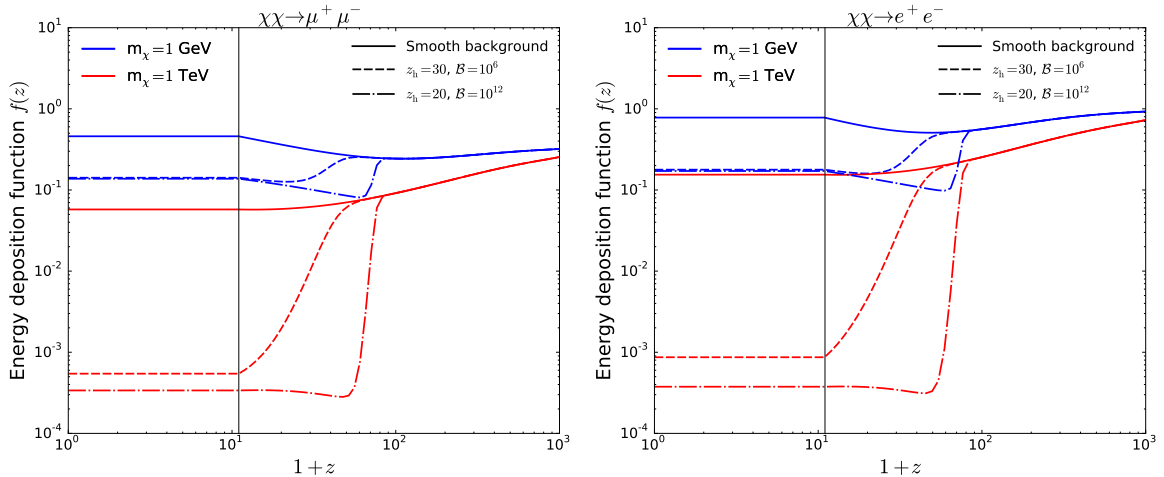 χχ→μ⁺ μ⁻
Energy deposition function f(z)
10¹
10⁰
10⁻¹
10⁻²
10⁻³
10⁻⁴
m_χ=1 GeV
m_χ=1 TeV
Smooth background
z_h=30, ℬ=10⁶
z_h=20, ℬ=10¹²
10⁰ 10¹ 10² 10³
1+z
χχ→e⁺ e⁻
Energy deposition function f(z)
10¹
10⁰
10⁻¹
10⁻²
10⁻³
10⁻⁴
m_χ=1 GeV
m_χ=1 TeV
Smooth background
z_h=30, ℬ=10⁶
z_h=20, ℬ=10¹²
10⁰ 10¹ 10² 10³
1+z